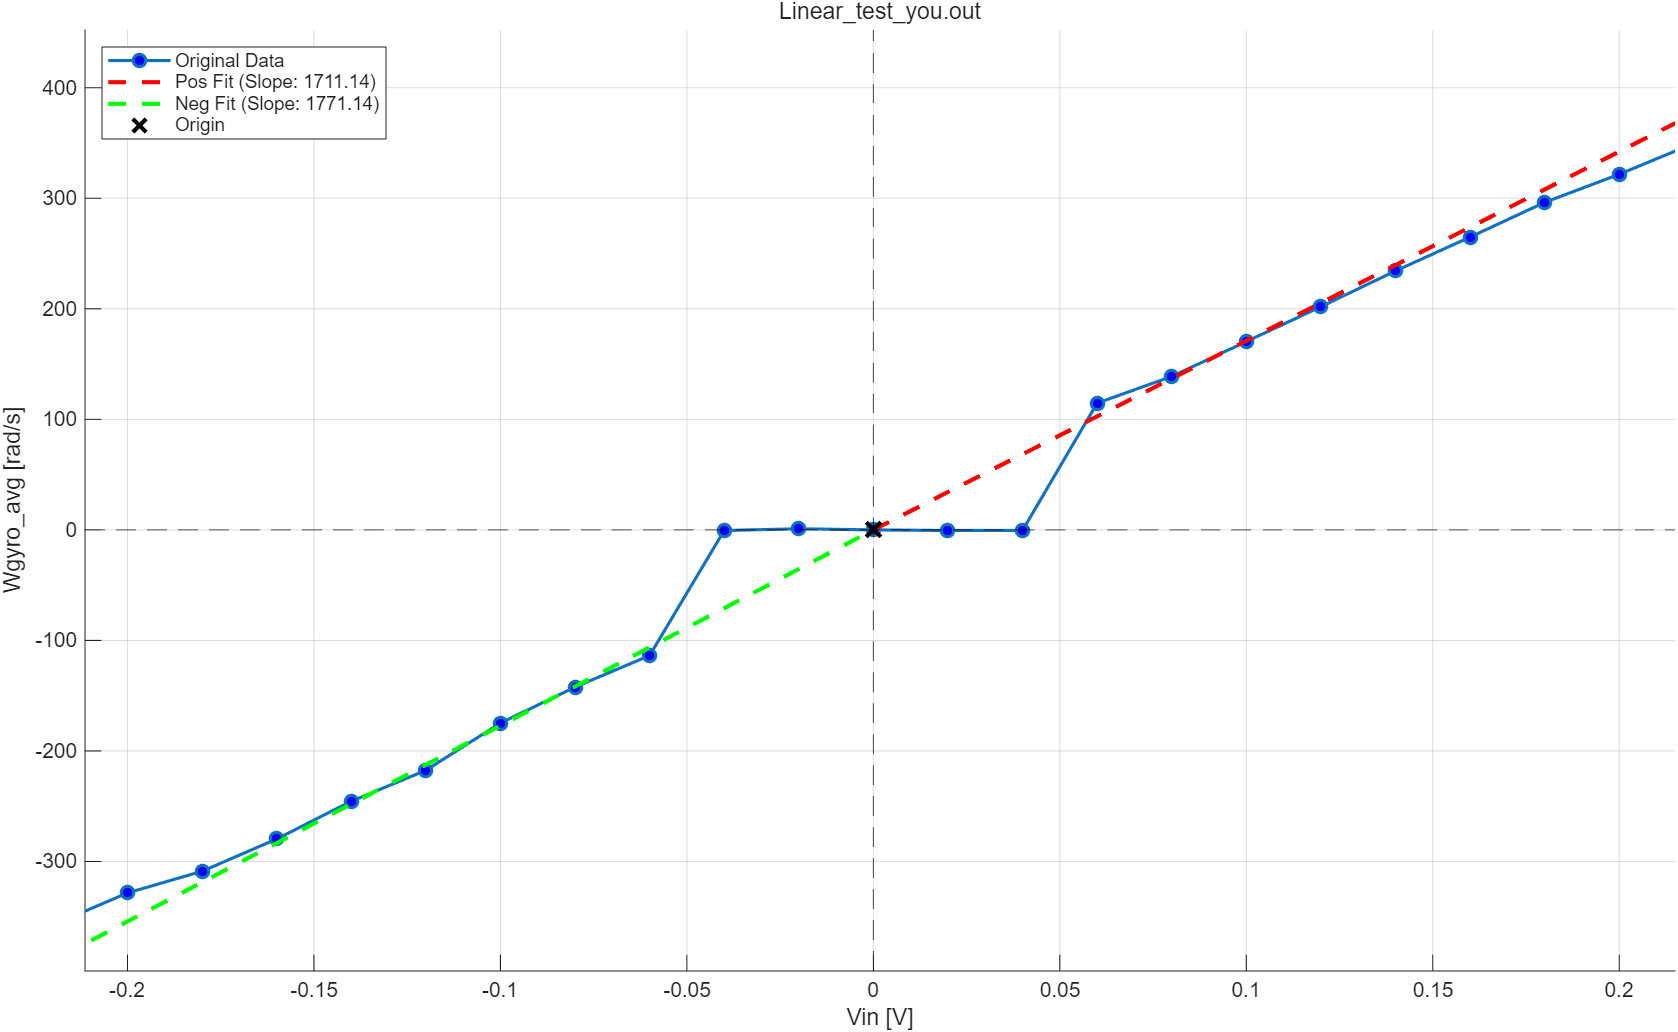 Linear_test_you.out
Original Data
Pos Fit (Slope: 1711.14)
Neg Fit (Slope: 1771.14)
Origin
400
300
200
100
0
-100
-200
-300
Wgyro_avg [rad/s]
-0.2
-0.15
-0.1
-0.05
0
0.05
0.1
0.15
0.2
Vin [V]